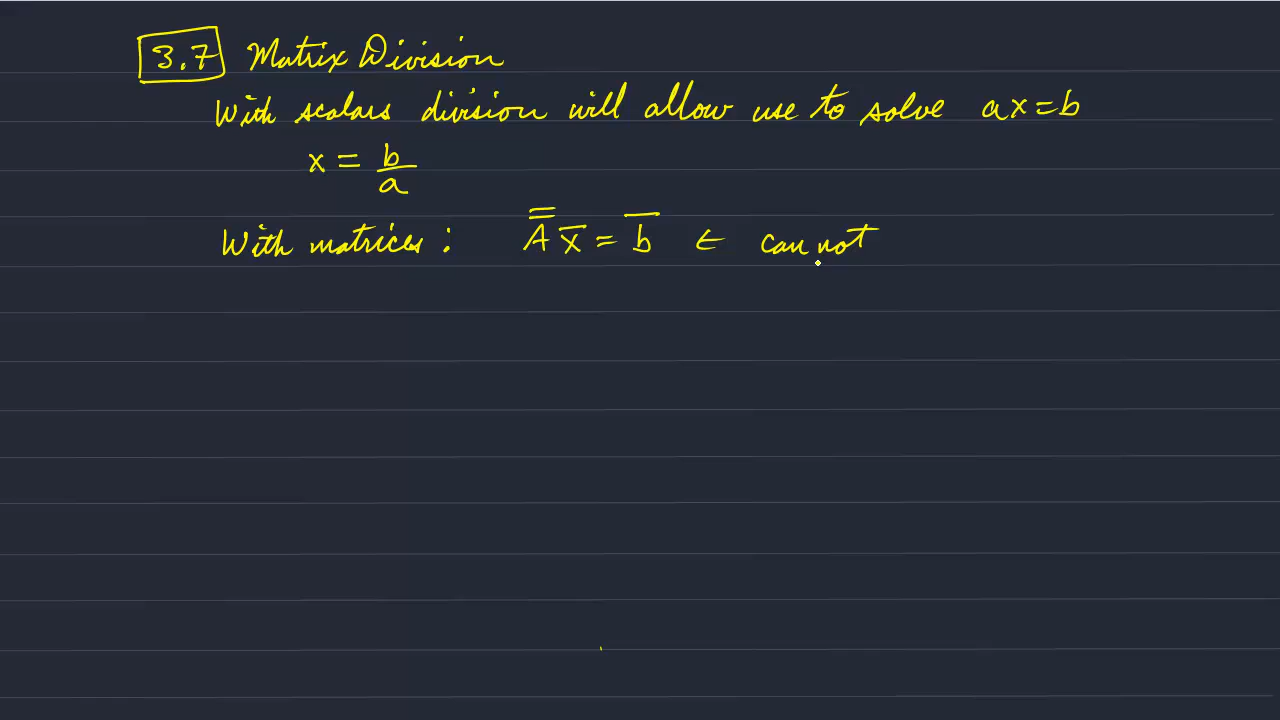 3.7 Matrix Division
With scalars division will allow use to solve ax = b
x = b/a
With matrices : A̿ x̅ = b̅ ← can not